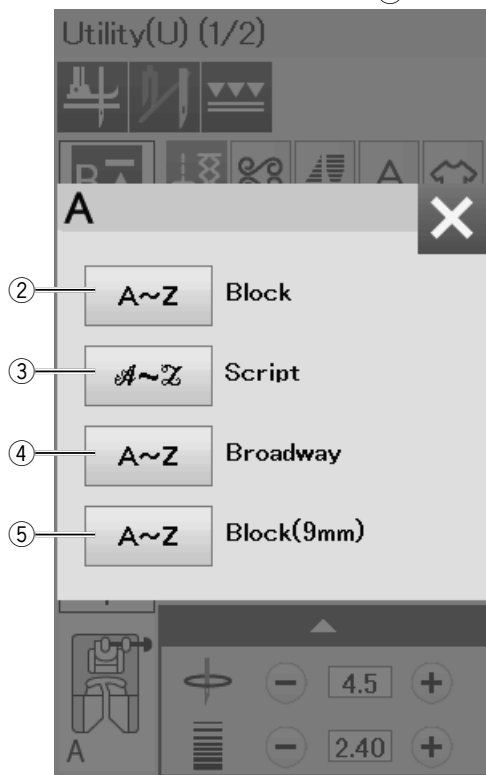 Utility(U) (1/2)
B A
A
② A~Z Block
③ A~Z Script
④ A~Z Broadway
⑤ A~Z Block(9mm)
4.5
A 2.40